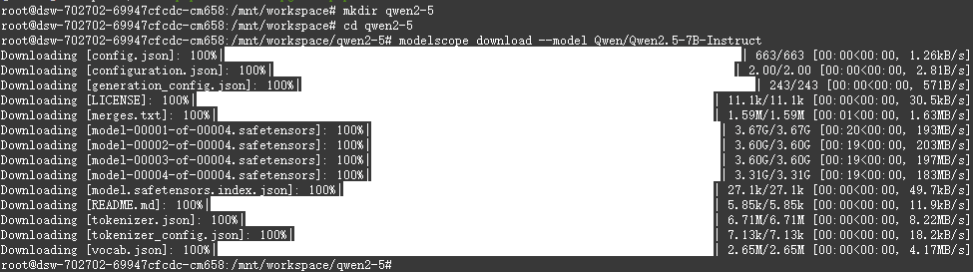 root@dsw-702702-69947cfcdc-cm658:/mnt/workspace# mkdir qwen2-5
root@dsw-702702-69947cfcdc-cm658:/mnt/workspace# cd qwen2-5
root@dsw-702702-69947cfcdc-cm658:/mnt/workspace/qwen2-5# modelscope download --model Qwen/Qwen2.5-7B-Instruct
Downloading [config.json]: 100%| | 663/663 [00:00<00:00, 1.26kB/s]
Downloading [configuration.json]: 100%| | 2.00/2.00 [00:00<00:00, 2.81B/s]
Downloading [generation_config.json]: 100%| | 243/243 [00:00<00:00, 571B/s]
Downloading [LICENSE]: 100%| | 11.1k/11.1k [00:00<00:00, 30.5kB/s]
Downloading [merges.txt]: 100%| | 1.59M/1.59M [00:01<00:00, 1.63MB/s]
Downloading [model-00001-of-00004.safetensors]: 100%| | 3.67G/3.67G [00:20<00:00, 193MB/s]
Downloading [model-00002-of-00004.safetensors]: 100%| | 3.60G/3.60G [00:19<00:00, 203MB/s]
Downloading [model-00003-of-00004.safetensors]: 100%| | 3.60G/3.60G [00:19<00:00, 197MB/s]
Downloading [model-00004-of-00004.safetensors]: 100%| | 3.31G/3.31G [00:19<00:00, 183MB/s]
Downloading [model.safetensors.index.json]: 100%| | 27.1k/27.1k [00:00<00:00, 49.7kB/s]
Downloading [README.md]: 100%| | 5.85k/5.85k [00:00<00:00, 11.9kB/s]
Downloading [tokenizer.json]: 100%| | 6.71M/6.71M [00:00<00:00, 8.22MB/s]
Downloading [tokenizer_config.json]: 100%| | 7.13k/7.13k [00:00<00:00, 18.2kB/s]
Downloading [vocab.json]: 100%| | 2.65M/2.65M [00:00<00:00, 4.17MB/s]
root@dsw-702702-69947cfcdc-cm658:/mnt/workspace/qwen2-5#